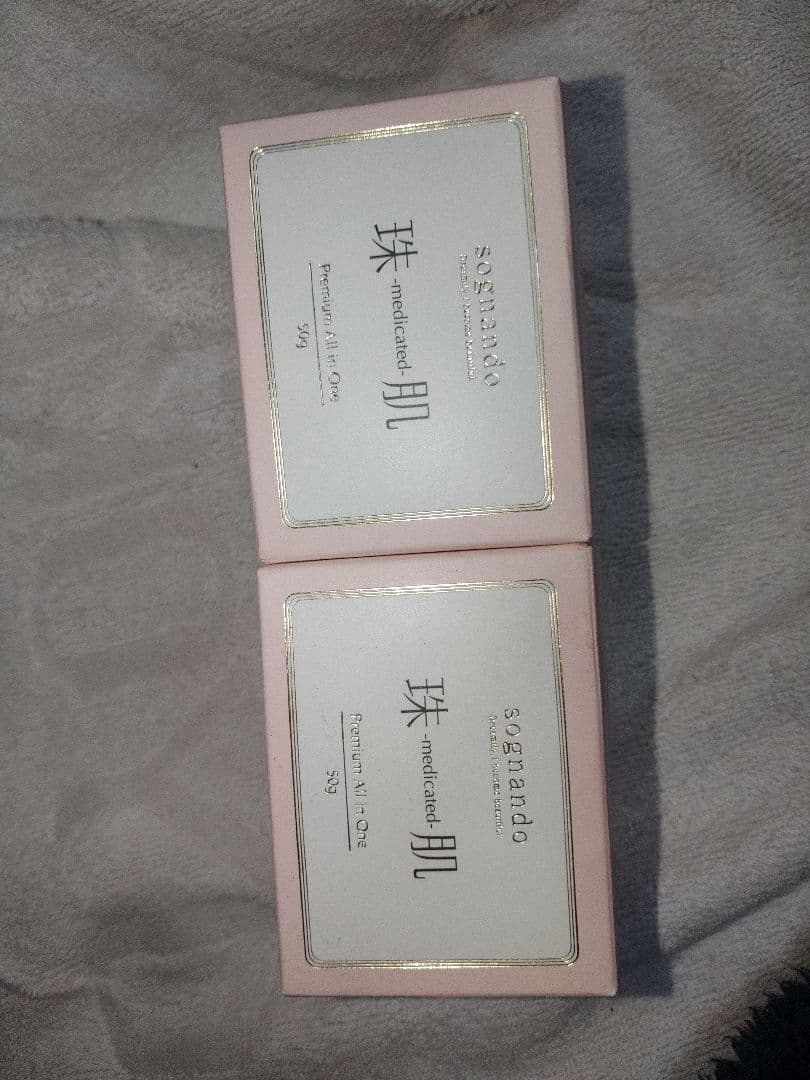 sognando
珠-medicated-肌
Premium All in One
50g
sognando
珠-medicated-肌
Premium All in One
50g